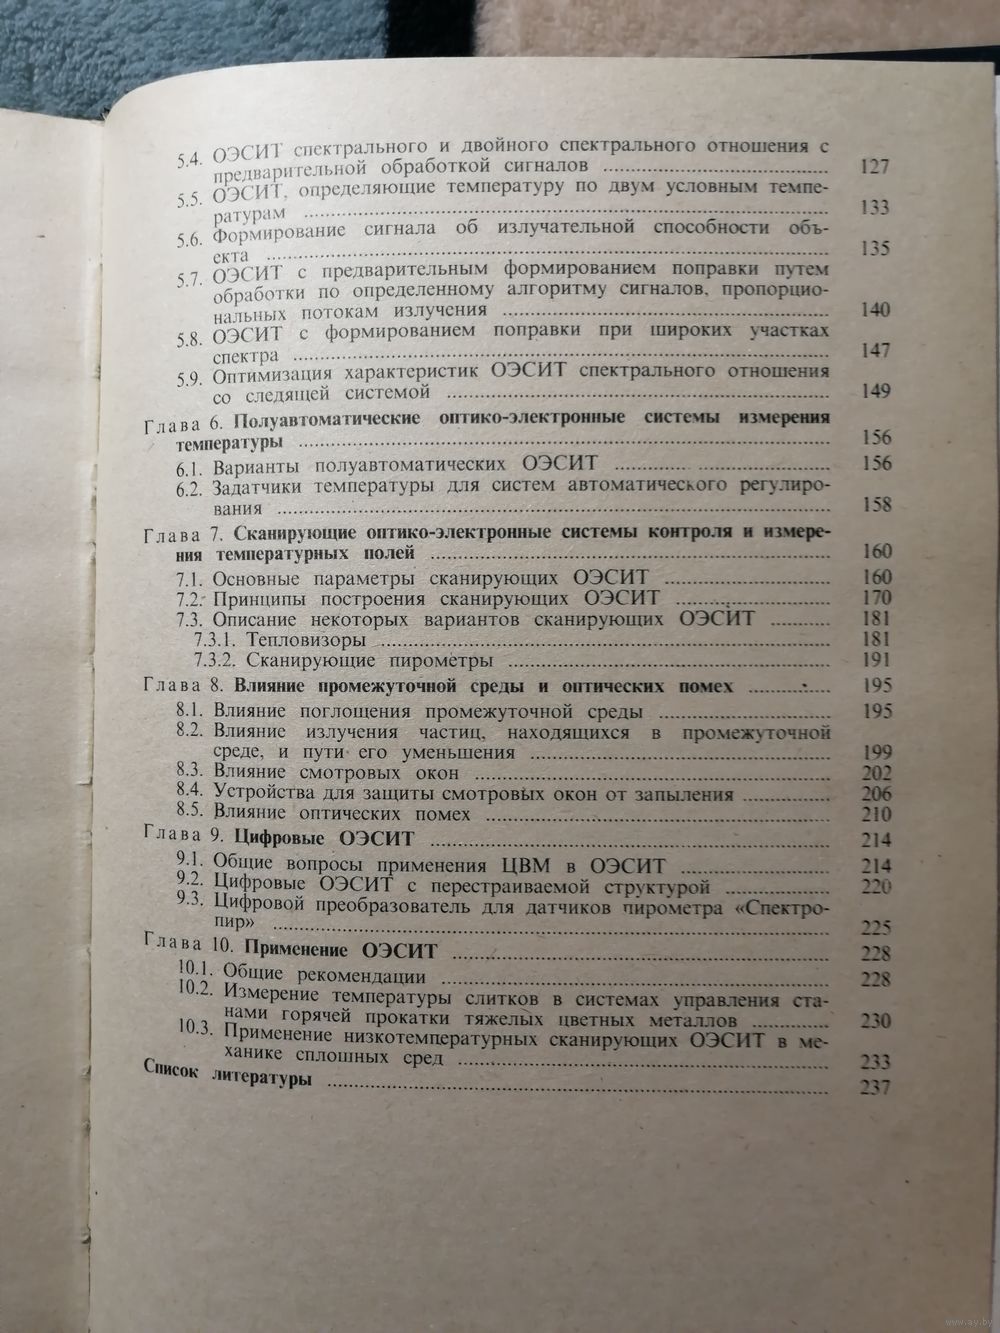 5.4. ОЭСИТ спектрального и двойного спектрального отношения с
предварительной обработкой сигналов 127
5.5. ОЭСИТ, определяющие температуру по двум условным темпе-
ратурам 133
5.6. Формирование сигнала об излучательной способности объ-
екта 135
5.7. ОЭСИТ с предварительным формированием поправки путем
обработки по определенному алгоритму сигналов, пропорцио-
нальных потокам излучения 140
5.8. ОЭСИТ с формированием поправки при широких участках
спектра 147
5.9. Оптимизация характеристик ОЭСИТ спектрального отношения
со следящей системой 149
Глава 6. Полуавтоматические оптико-электронные системы измерения
температуры 156
6.1. Варианты полуавтоматических ОЭСИТ 156
6.2. Задатчики температуры для систем автоматического регулиро-
вания 158
Глава 7. Сканирующие оптико-электронные системы контроля и измере-
ния температурных полей 160
7.1. Основные параметры сканирующих ОЭСИТ 160
7.2. Принципы построения сканирующих ОЭСИТ 170
7.3. Описание некоторых вариантов сканирующих ОЭСИТ 181
7.3.1. Тепловизоры 181
7.3.2. Сканирующие пирометры 191
Глава 8. Влияние промежуточной среды и оптических помех 195
8.1. Влияние поглощения промежуточной среды 195
8.2. Влияние излучения частиц, находящихся в промежуточной
среде, и пути его уменьшения 199
8.3. Влияние смотровых окон 202
8.4. Устройства для защиты смотровых окон от запыления 206
8.5. Влияние оптических помех 210
Глава 9. Цифровые ОЭСИТ 214
9.1. Общие вопросы применения ЦВМ в ОЭСИТ 214
9.2. Цифровые ОЭСИТ с перестраиваемой структурой 220
9.3. Цифровой преобразователь для датчиков пирометра «Спектро-
пир» 225
Глава 10. Применение ОЭСИТ 228
10.1. Общие рекомендации 228
10.2. Измерение температуры слитков в системах управления ста-
нами горячей прокатки тяжелых цветных металлов 230
10.3. Применение низкотемпературных сканирующих ОЭСИТ в ме-
ханике сплошных сред 233
Список литературы 237
www.ay.by